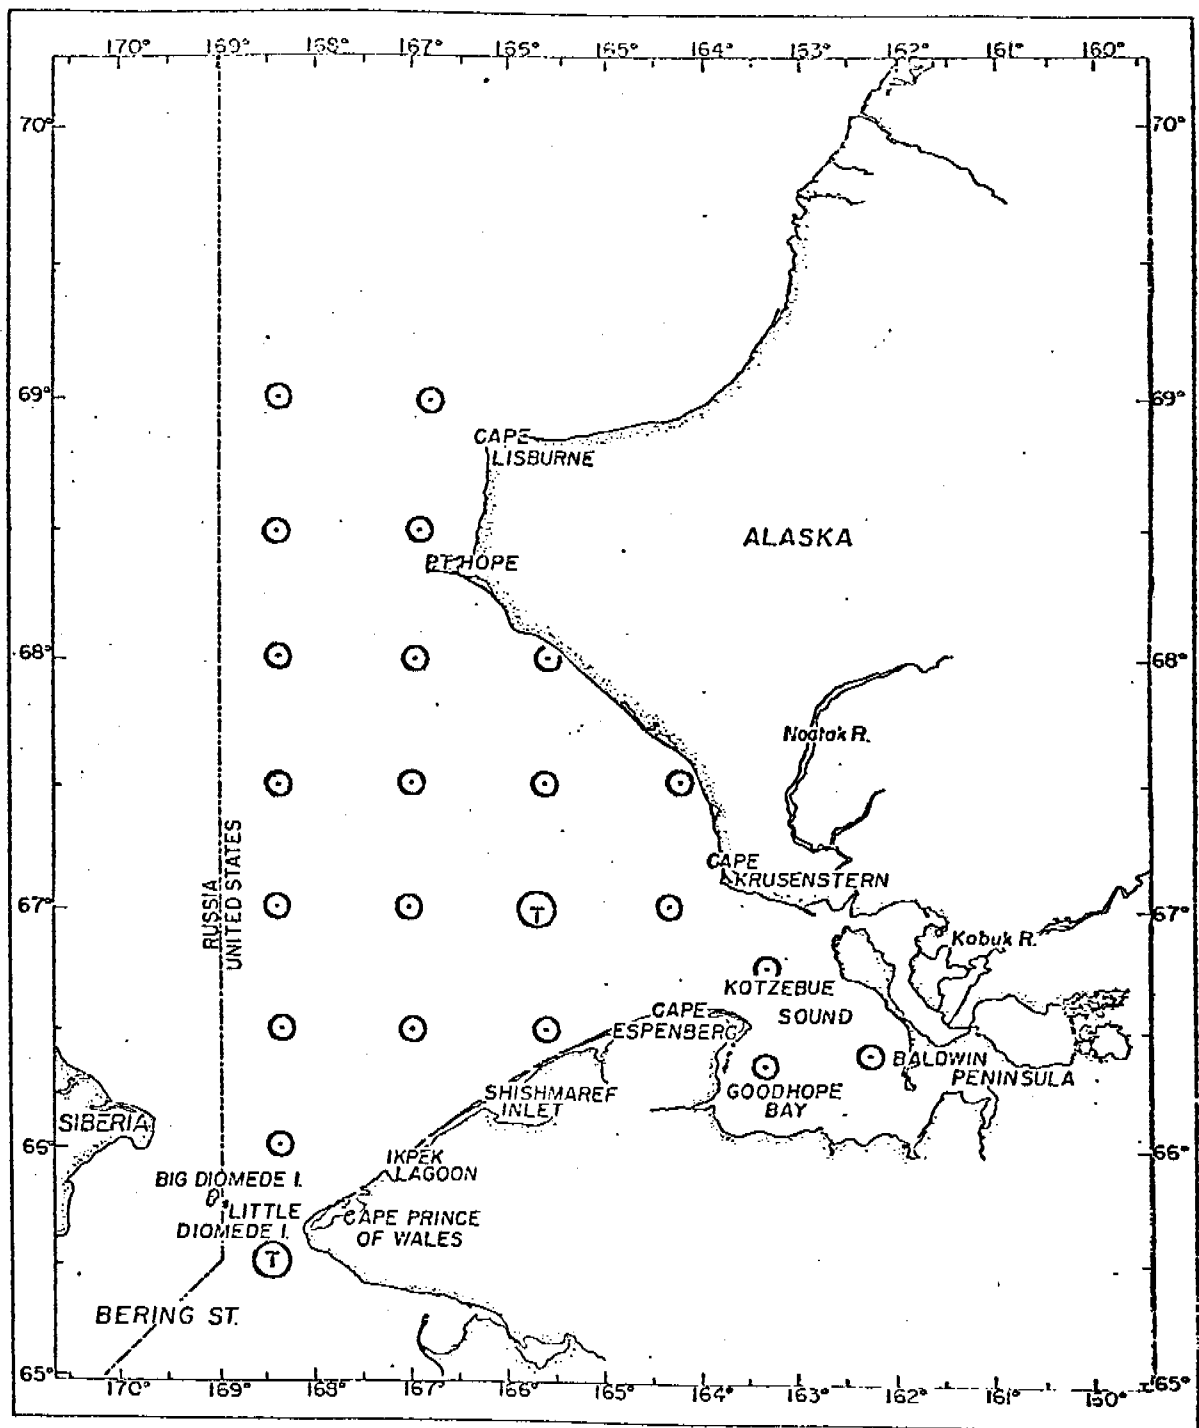 170° 169° 168° 167° 165° 165° 164° 163° 162° 161° 160°
70° 70°
69° 69°
CAPE
LISBURNE
ALASKA
PT HOPE
68° 68°
Noatak R.
RUSSIA
UNITED STATES
CAPE
KRUSENSTERN
67° T 67°
Kobuk R.
KOTZEBUE
SOUND
CAPE
ESPENBERG
BALDWIN
PENINSULA
GOODHOPE
BAY
SHISHMAREF
INLET
SIBERIA
66° 66°
IKPEK
LAGOON
BIG DIOMEDE I.
LITTLE
DIOMEDE I.
CAPE PRINCE
OF WALES
T
BERING ST.
65° 65°
170° 169° 168° 167° 166° 165° 164° 163° 162° 161° 150°